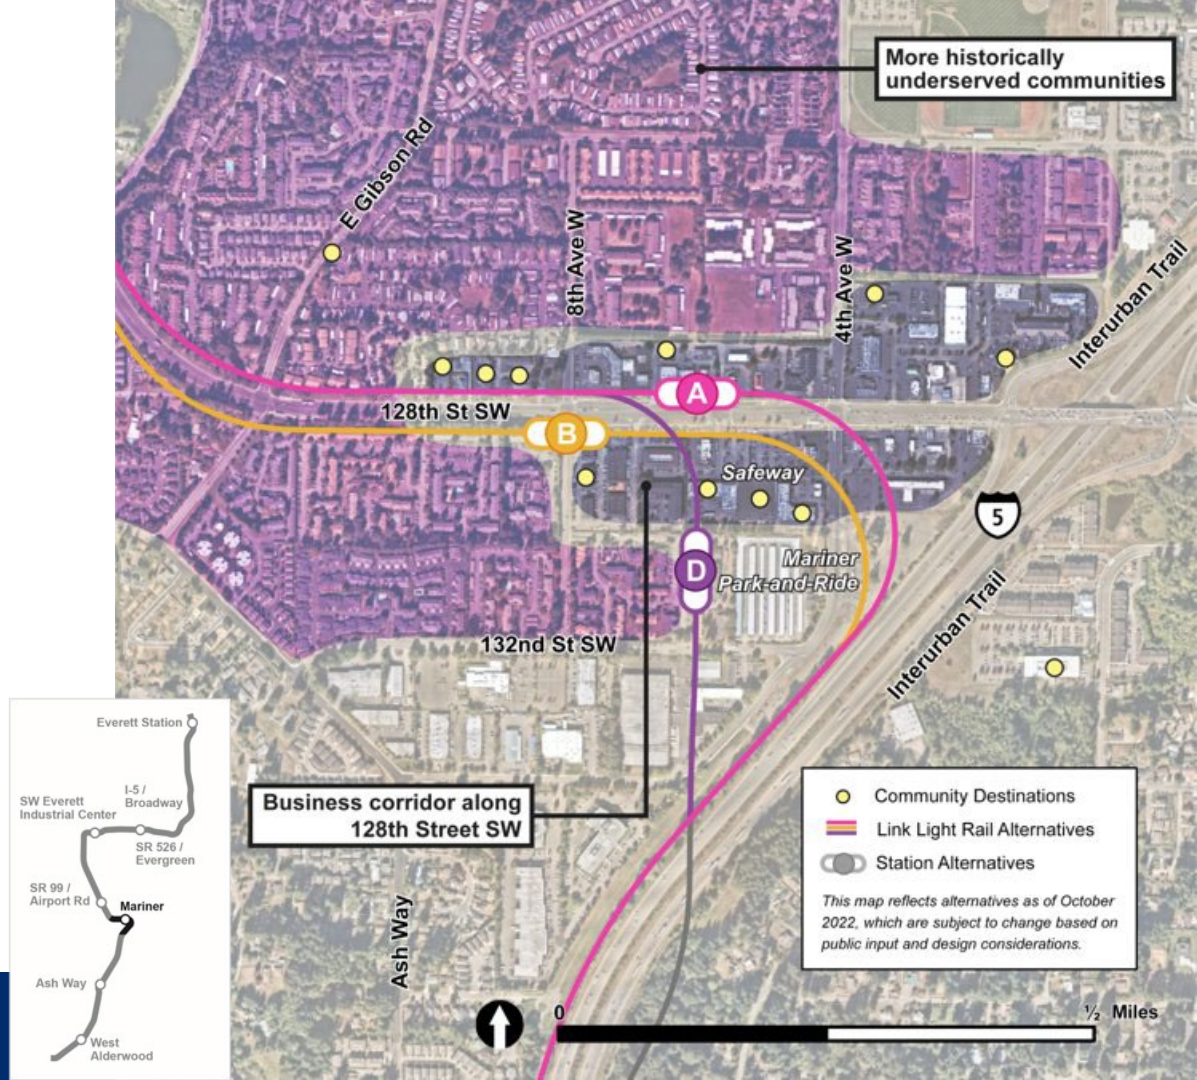 More historically
underserved communities
E Gibson Rd
8th Ave W
4th Ave W
Interurban Trail
A
128th St SW
B
Safeway
5
D
Mariner
Park-and-Ride
Interurban Trail
132nd St SW
Business corridor along
128th Street SW
Ash Way
Everett Station
I-5 /
Broadway
SW Everett
Industrial Center
SR 526 /
Evergreen
SR 99 /
Airport Rd
Mariner
Ash Way
West
Alderwood
Community Destinations
Link Light Rail Alternatives
Station Alternatives
This map reflects alternatives as of October
2022, which are subject to change based on
public input and design considerations.
0
½ Miles